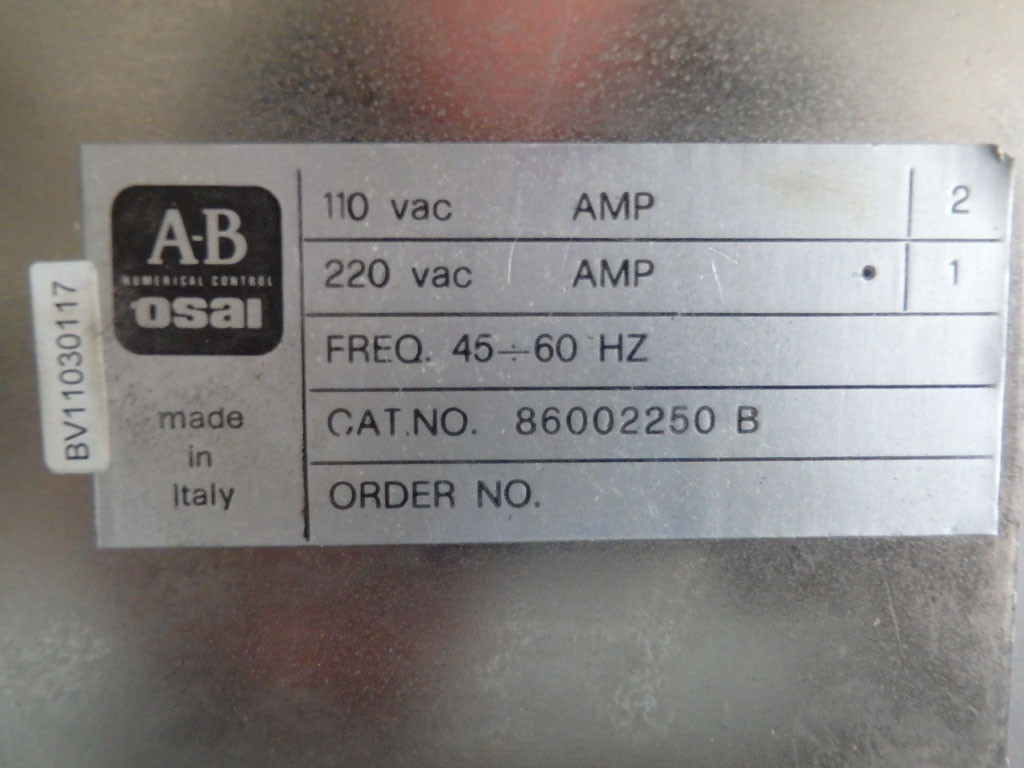 A-B
NUMERICAL CONTROL
osai
made
in
Italy
110 vac AMP 2
220 vac AMP • 1
FREQ. 45÷60 HZ
CAT.NO. 86002250 B
ORDER NO.
BV11030117